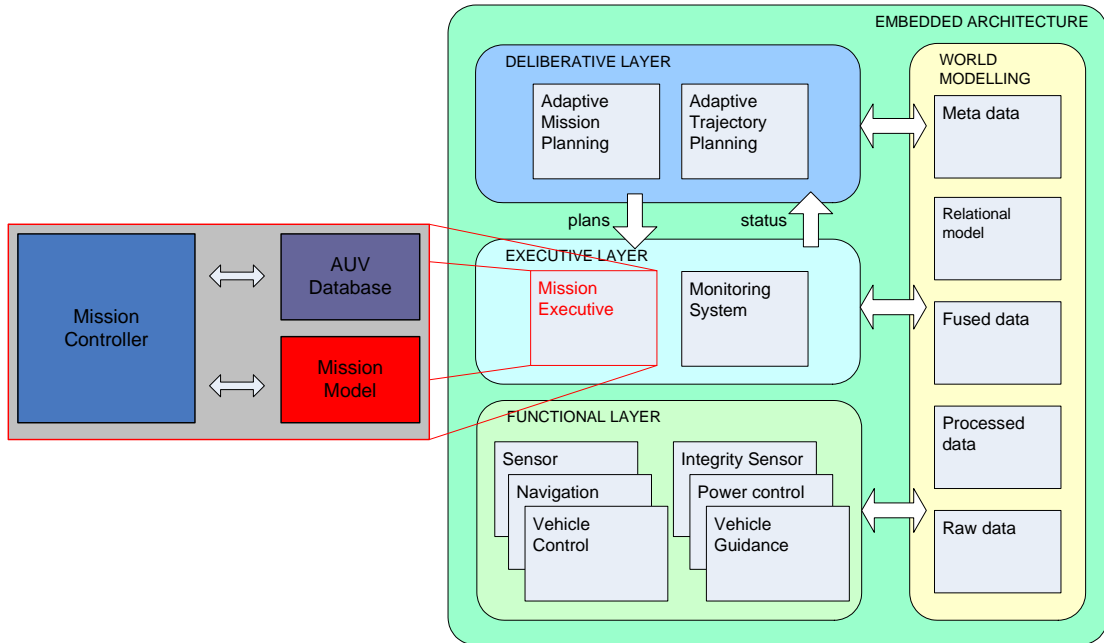 EMBEDDED ARCHITECTURE
DELIBERATIVE LAYER
Adaptive
Mission
Planning
Adaptive
Trajectory
Planning
plans
status
EXECUTIVE LAYER
Mission
Executive
Monitoring
System
FUNCTIONAL LAYER
Sensor
Navigation
Vehicle
Control
Integrity Sensor
Power control
Vehicle
Guidance
WORLD
MODELLING
Meta data
Relational
model
Fused data
Processed
data
Raw data
Mission
Controller
AUV
Database
Mission
Model